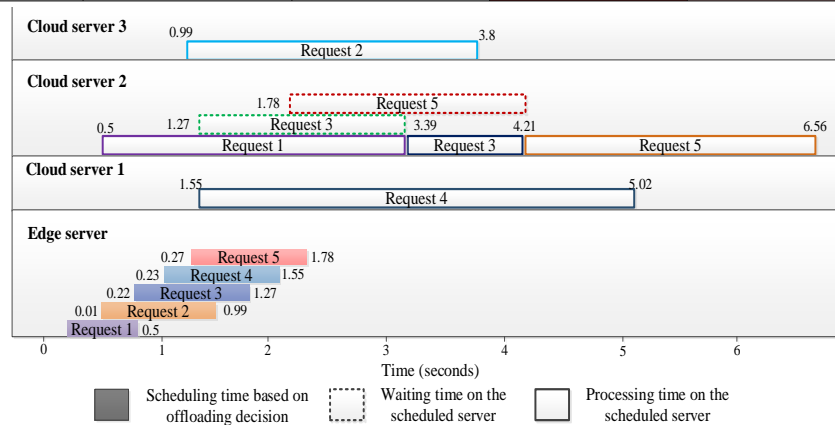 Cloud server 3
0.99
3.8
Request 2
Cloud server 2
1.78
Request 5
1.27
Request 3
3.39
4.21
6.56
0.5
Request 1
Request 3
Request 5
Cloud server 1
1.55
5.02
Request 4
Edge server
0.27
Request 5
1.78
0.23
Request 4
1.55
0.22
Request 3
1.27
0.01
Request 2
0.99
Request 1
0.5
0 1 2 3 4 5 6
Time (seconds)
Scheduling time based on
offloading decision
Waiting time on the
scheduled server
Processing time on the
scheduled server